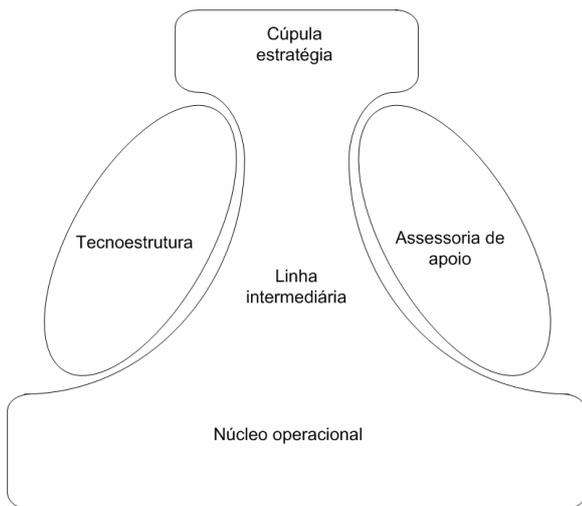 Cúpula
estratégia
Tecnoestrutura
Assessoria de
apoio
Linha
intermediária
Núcleo operacional